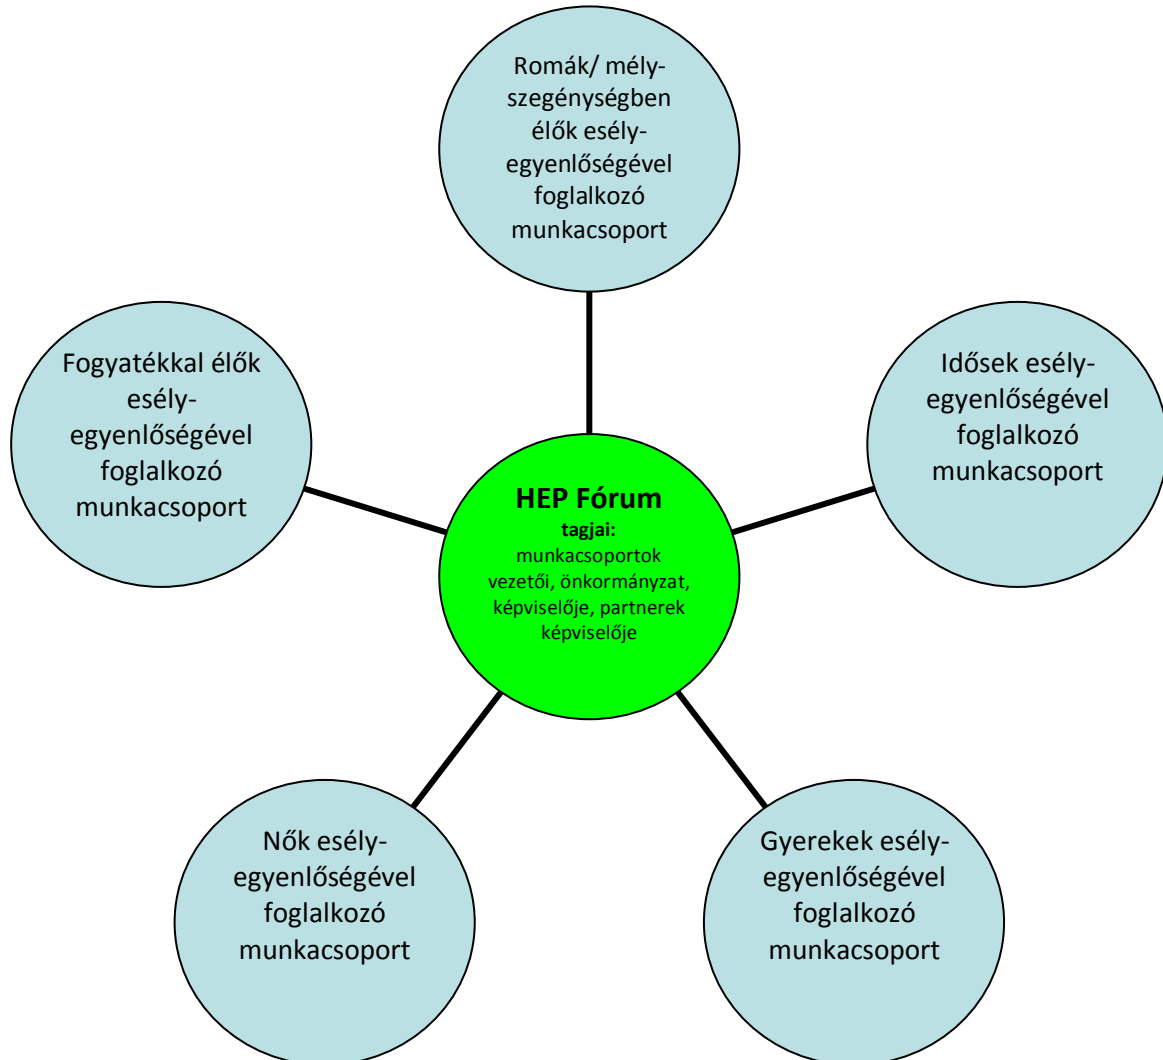 Romák/ mély-
szegénységben
élők esély-
egyenlőségével
foglalkozó
munkacsoport
Fogyatékkal élők
esély-
egyenlőségével
foglalkozó
munkacsoport
Idősek esély-
egyenlőségével
foglalkozó
munkacsoport
HEP Fórum
tagjai:
munkacsoportok
vezetői, önkormányzat,
képviselője, partnerek
képviselője
Nők esély-
egyenlőségével
foglalkozó
munkacsoport
Gyerekek esély-
egyenlőségével
foglalkozó
munkacsoport